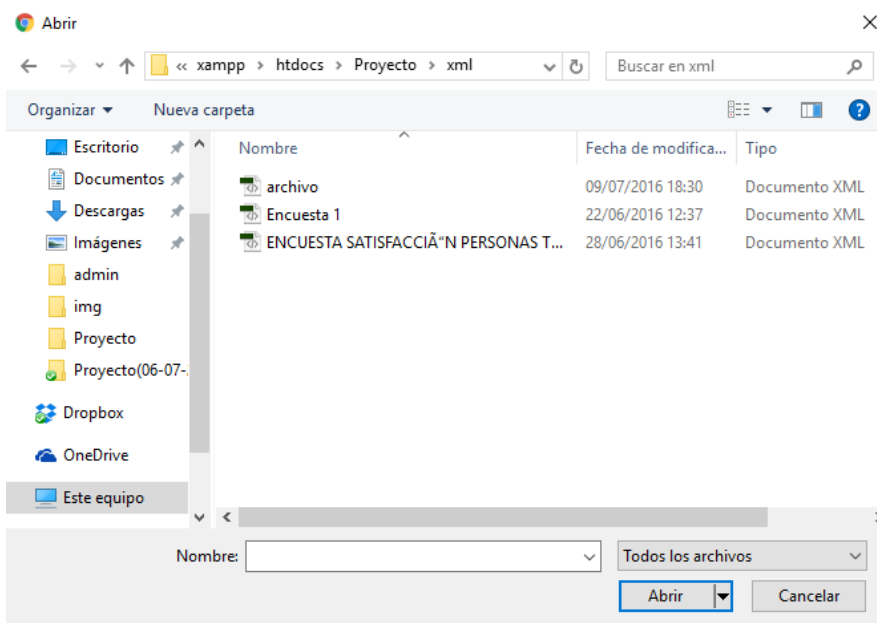 Abrir
« xampp > htdocs > Proyecto > xml
Buscar en xml
Organizar
Nueva carpeta
Escritorio
Documentos
Descargas
Imágenes
admin
img
Proyecto
Proyecto(06-07-.
Dropbox
OneDrive
Este equipo
Nombre Fecha de modifica... Tipo
archivo 09/07/2016 18:30 Documento XML
Encuesta 1 22/06/2016 12:37 Documento XML
ENCUESTA SATISFACCIÃ“N PERSONAS T... 28/06/2016 13:41 Documento XML
Nombre:
Todos los archivos
Abrir
Cancelar